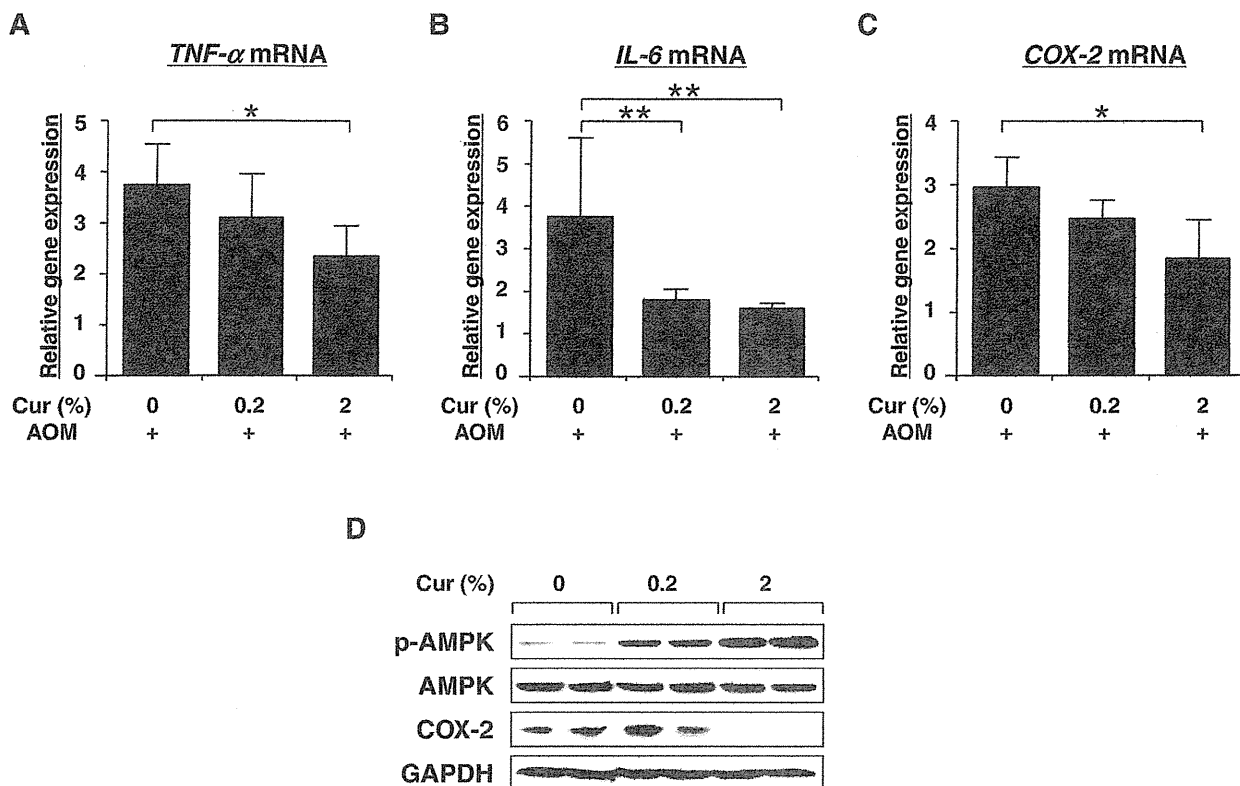 A
TNF-α mRNA
*
Relative gene expression
5
4
3
2
1
0
Cur (%) 0 0.2 2
AOM + + +
B
IL-6 mRNA
**
**
Relative gene expression
6
5
4
3
2
1
0
0 0.2 2
+ + +
C
COX-2 mRNA
*
Relative gene expression
4
3
2
1
0
Cur (%) 0 0.2 2
AOM + + +
D
Cur (%) 0 0.2 2
p-AMPK
AMPK
COX-2
GAPDH